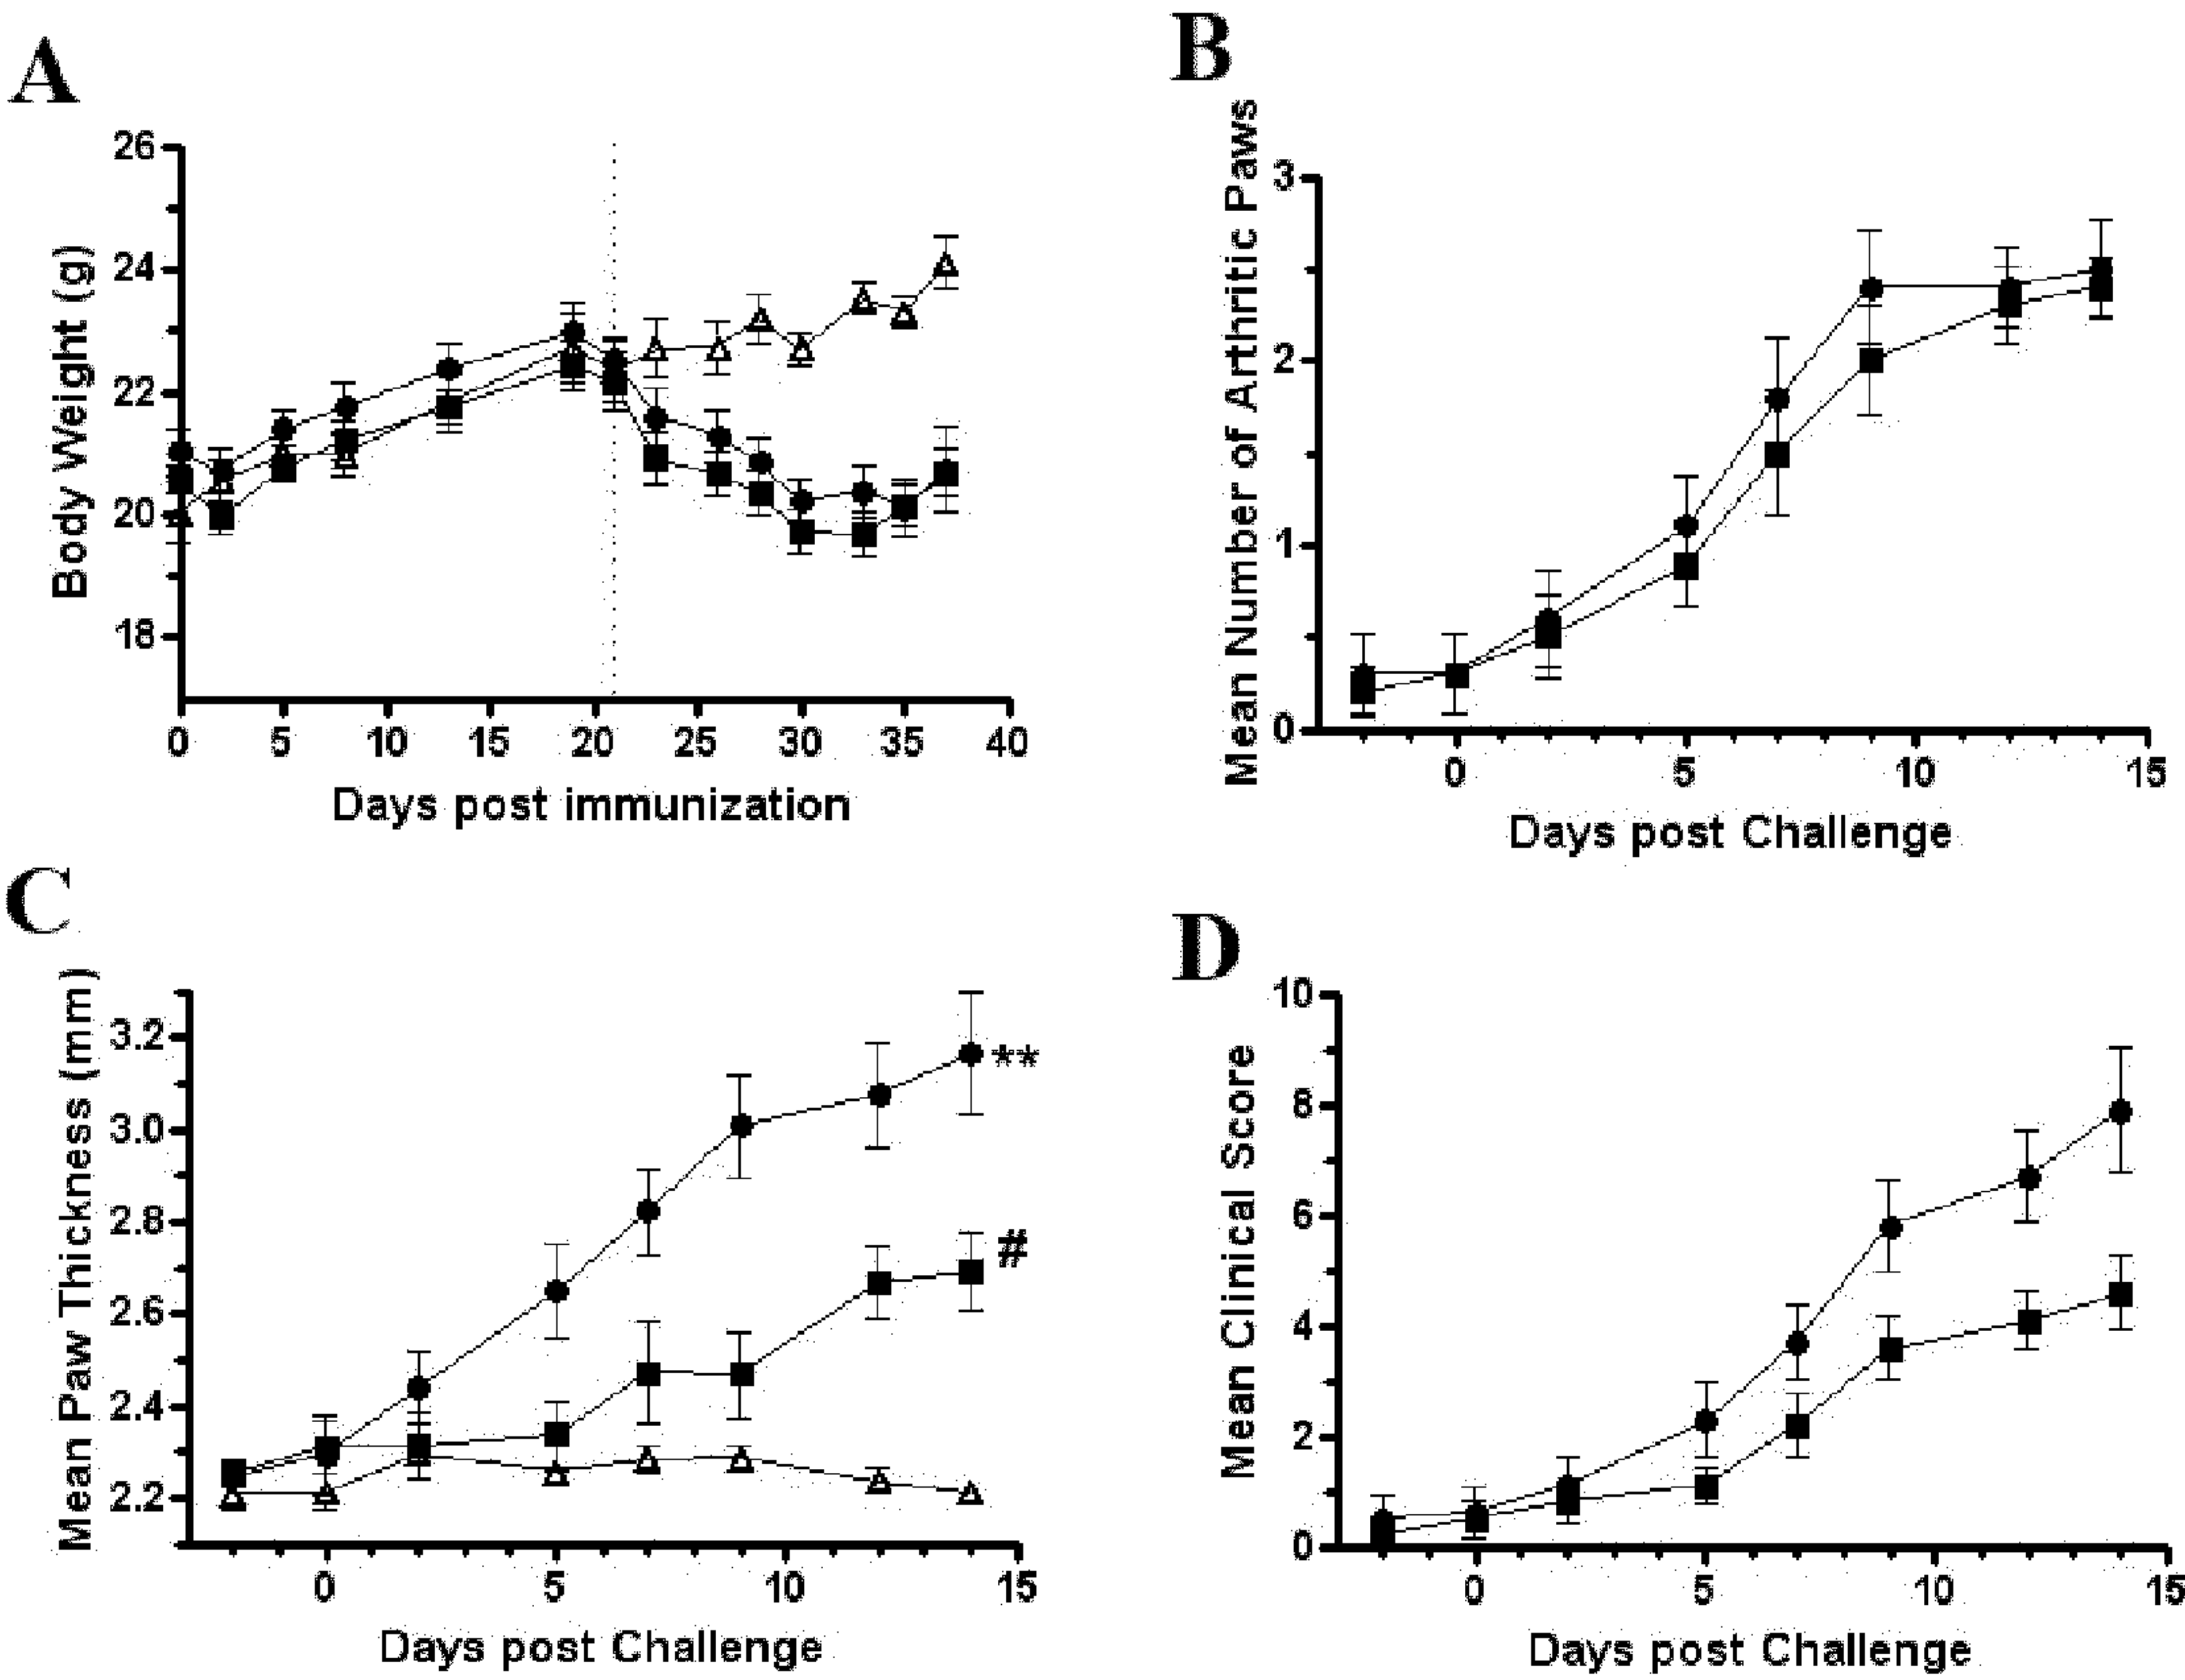 A
Body Weight (g)
26
24
22
20
18
0 5 10 15 20 25 30 35 40
Days post immunization
B
Mean Number of Arthritic Paws
3
2
1
0
0 5 10 15
Days post Challenge
C
Mean Paw Thickness (mm)
3.2
3.0
2.8
2.6
2.4
2.2
**
#
0 5 10 15
Days post Challenge
D
Mean Clinical Score
10
8
6
4
2
0
0 5 10 15
Days post Challenge